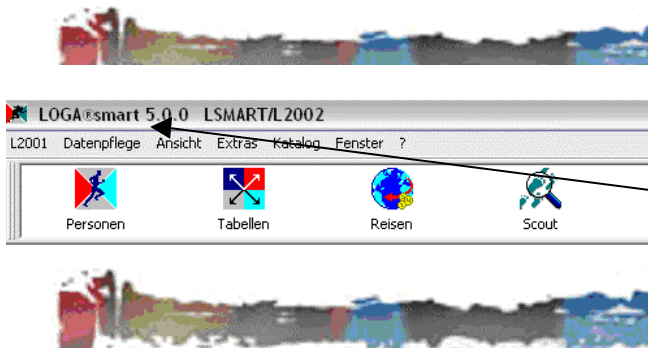 LOGA®smart 5.0.0 LSMART/L2002
L2001 Datenpflege Ansicht Extras Katalog Fenster ?
Personen Tabellen Reisen Scout